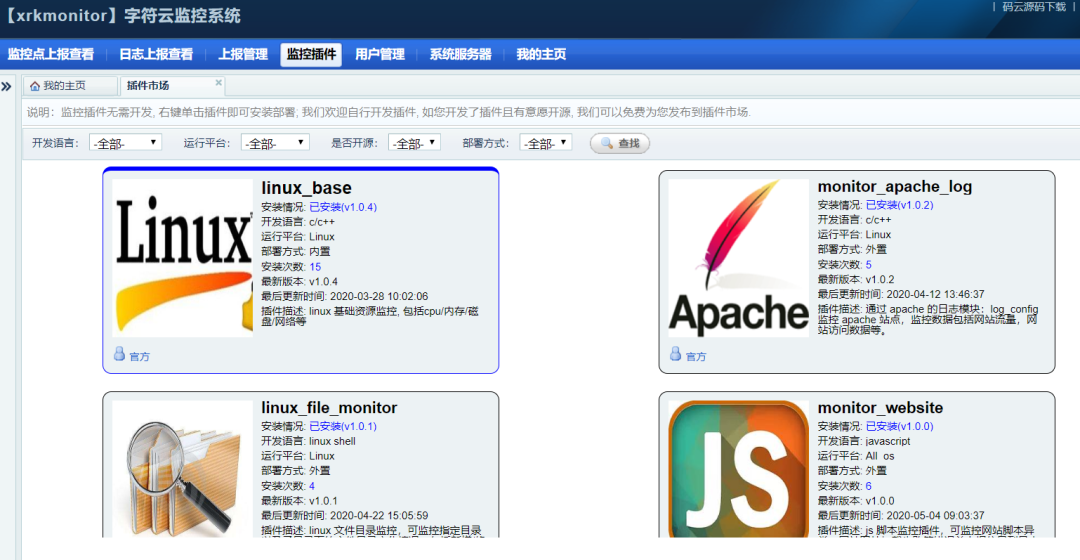 【xrkmonitor】字符云监控系统
| 码云源码下载 |
监控点上报查看 日志上报查看 上报管理 监控插件 用户管理 系统服务器 我的主页
我的主页 插件市场
说明: 监控插件无需开发, 右键单击插件即可安装部署; 我们欢迎自行开发插件, 如您开发了插件且有意愿开源, 我们可以免费为您发布到插件市场.
开发语言: -全部- 运行平台: -全部- 是否开源: -全部- 部署方式: -全部- 查找
Linux
linux_base
安装情况: 已安装(v1.0.4)
开发语言: c/c++
运行平台: Linux
部署方式: 内置
安装次数: 15
最新版本: v1.0.4
最后更新时间: 2020-03-28 10:02:06
插件描述: linux 基础资源监控, 包括cpu/内存/磁
盘/网络等
官方
Apache
monitor_apache_log
安装情况: 已安装(v1.0.2)
开发语言: c/c++
运行平台: Linux
部署方式: 外置
安装次数: 5
最新版本: v1.0.2
最后更新时间: 2020-04-12 13:46:37
插件描述: 通过 apache 的日志模块：log_config
监控 apache 站点，监控数据包括网站流量，网
站访问数据等。
官方
linux_file_monitor
安装情况: 已安装(v1.0.1)
开发语言: linux shell
运行平台: Linux
部署方式: 外置
安装次数: 4
最新版本: v1.0.1
最后更新时间: 2020-04-22 15:05:59
插件描述: linux 文件目录监控，可监控指定目录
JS
monitor_website
安装情况: 已安装(v1.0.0)
开发语言: javascript
运行平台: All os
部署方式: 外置
安装次数: 6
最新版本: v1.0.0
最后更新时间: 2020-05-04 09:03:37
插件描述: js 脚本监控插件，可监控网站脚本异